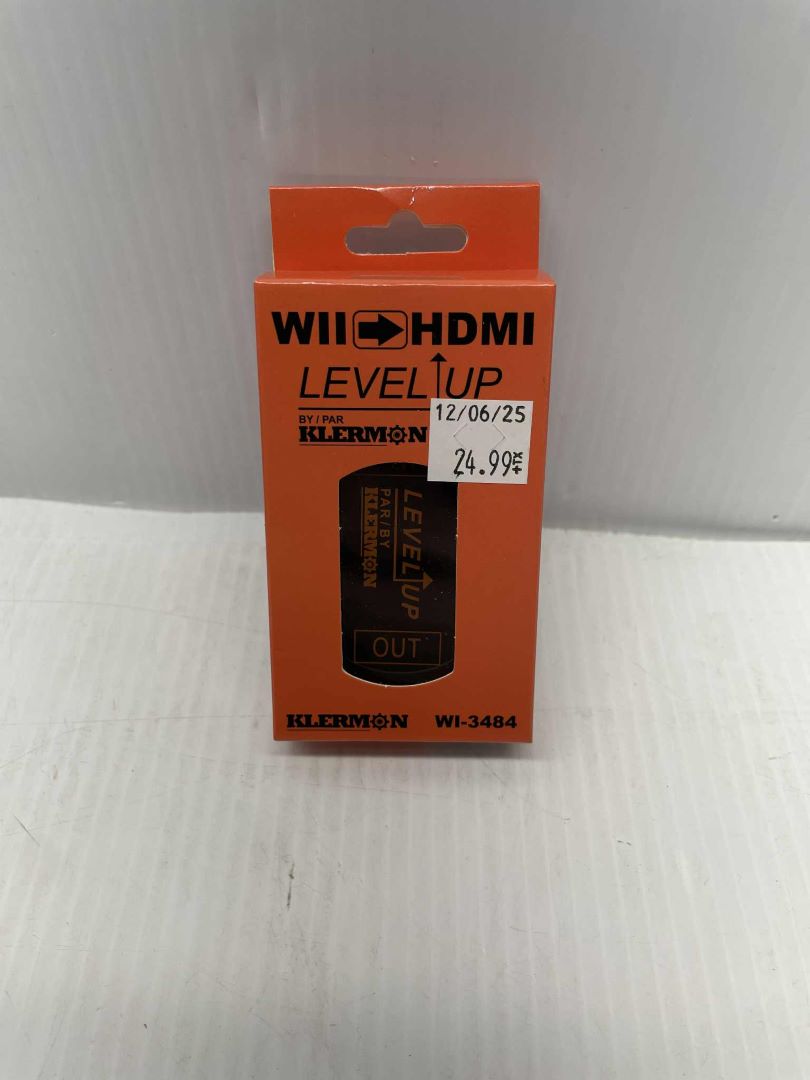 WII HDMI
LEVEL UP
BY / PAR
KLERMON
12/06/25
24.99 +TX
LEVEL UP
PAR / BY
KLERMON
OUT
KLERMON WI-3484